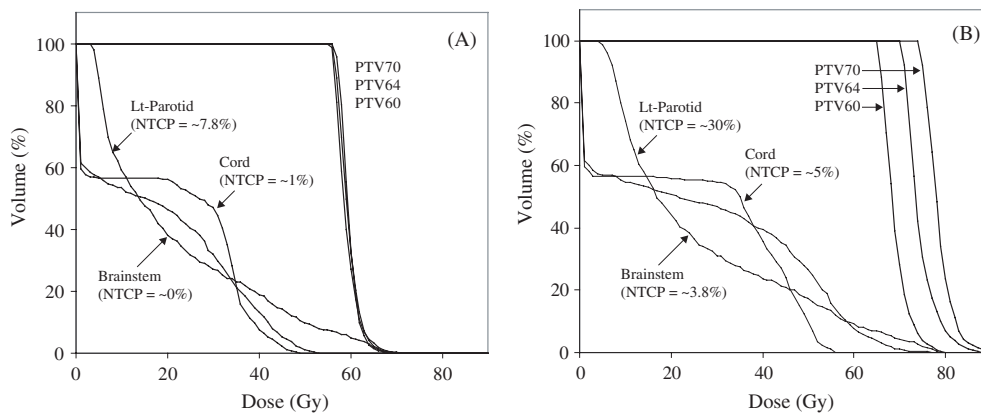 (A)
100
80
60
40
20
0
Volume (%)
0 20 40 60 80
Dose (Gy)
PTV70
PTV64
PTV60
Lt-Parotid
(NTCP = ~7.8%)
Cord
(NTCP = ~1%)
Brainstem
(NTCP = ~0%)
(B)
100
80
60
40
20
0
Volume (%)
0 20 40 60 80
Dose (Gy)
PTV70
PTV64
PTV60
Lt-Parotid
(NTCP = ~30%)
Cord
(NTCP = ~5%)
Brainstem
(NTCP = ~3.8%)